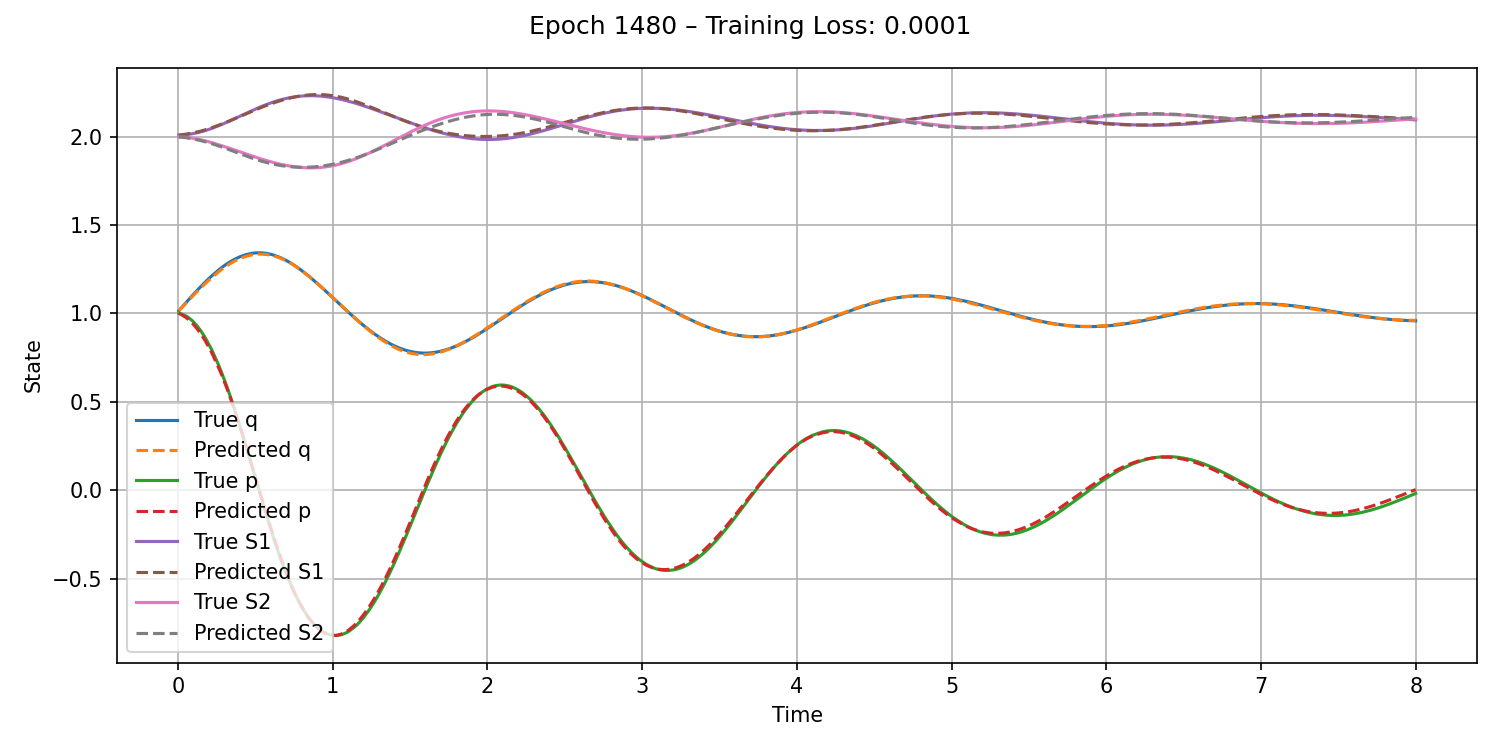 Epoch 1480 – Training Loss: 0.0001
State
2.0
1.5
1.0
0.5
0.0
−0.5
True q
Predicted q
True p
Predicted p
True S1
Predicted S1
True S2
Predicted S2
0 1 2 3 4 5 6 7 8
Time